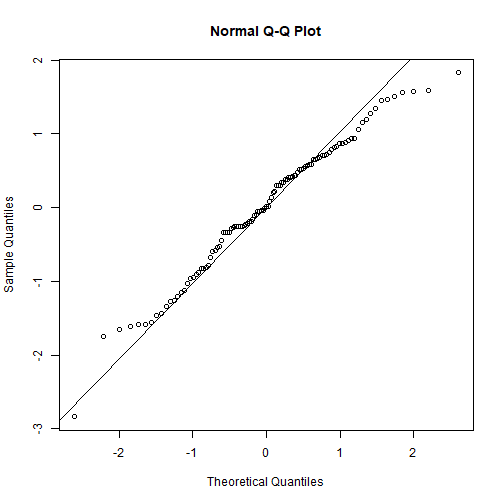 Normal Q-Q Plot
2
1
0
-1
-2
-3
Sample Quantiles
-2 -1 0 1 2
Theoretical Quantiles